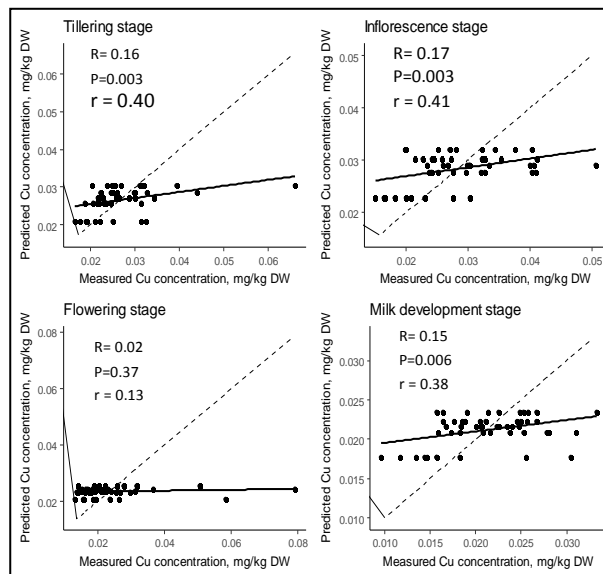 Tillering stage
R= 0.16
P=0.003
r = 0.40
Predicted Cu concentration, mg/kg DW
0.06
0.05
0.04
0.03
0.02
0.02 0.03 0.04 0.05 0.06
Measured Cu concentration, mg/kg DW
Inflorescence stage
R= 0.17
P=0.003
r = 0.41
Predicted Cu concentration, mg/kg DW
0.05
0.04
0.03
0.02
0.02 0.03 0.04 0.05
Measured Cu concentration, mg/kg DW
Flowering stage
R= 0.02
P=0.37
r = 0.13
Predicted Cu concentration, mg/kg DW
0.08
0.06
0.04
0.02
0.02 0.04 0.06 0.08
Measured Cu concentration, mg/kg DW
Milk development stage
R= 0.15
P=0.006
r = 0.38
Predicted Cu concentration, mg/kg DW
0.030
0.025
0.020
0.015
0.010
0.010 0.015 0.020 0.025 0.030
Measured Cu concentration, mg/kg DW